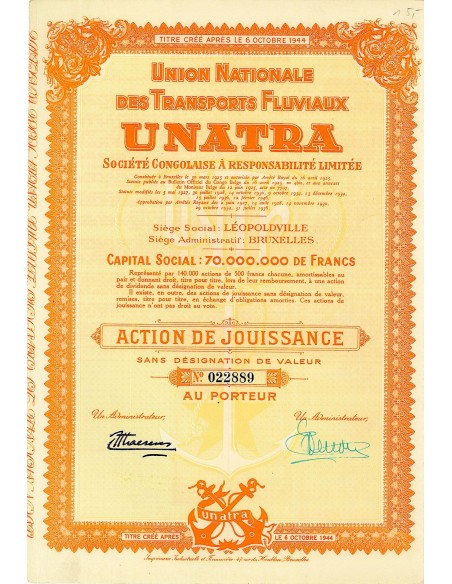 TITRE CRÉÉ APRÈS LE 6 OCTOBRE 1944
UNION NATIONALE
DES TRANSPORTS FLUVIAUX
UNATRA
SOCIÉTÉ CONGOLAISE À RESPONSABILITÉ LIMITÉE
Siège Social: LÉOPOLDVILLE
Siège Administratif: BRUXELLES.
CAPITAL SOCIAL: 70.000.000 DE FRANCS
Représenté par 140.000 actions de 500 francs chacune, amortissables au
pair et donnant droit, titre pour titre, lors de leur remboursement, à une action
de dividende sans désignation de valeur.
Il existe, en outre, des actions de jouissance sans désignation de valeur,
remises, titre pour titre, en échange d'obligations amorties. Ces actions de
jouissance n'ont pas droit au vote.
ACTION DE JOUISSANCE
SANS DÉSIGNATION DE VALEUR
No 022889
AU PORTEUR
Un Administrateur,
Un Administrateur,
unatra
TITRE CRÉÉ APRÈS
LE 6 OCTOBRE 1944